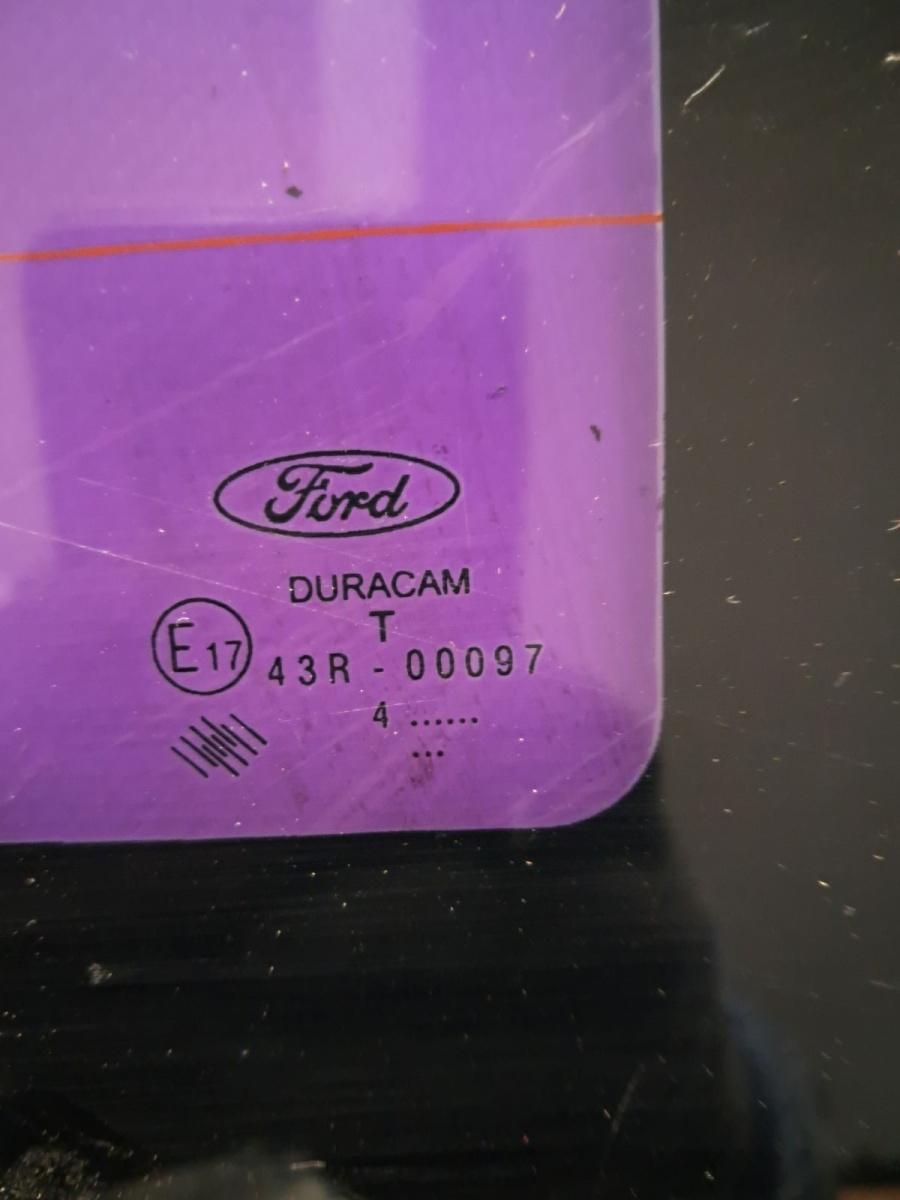 Ford
DURACAM
T
E17 43R - 00097
4 ......
...